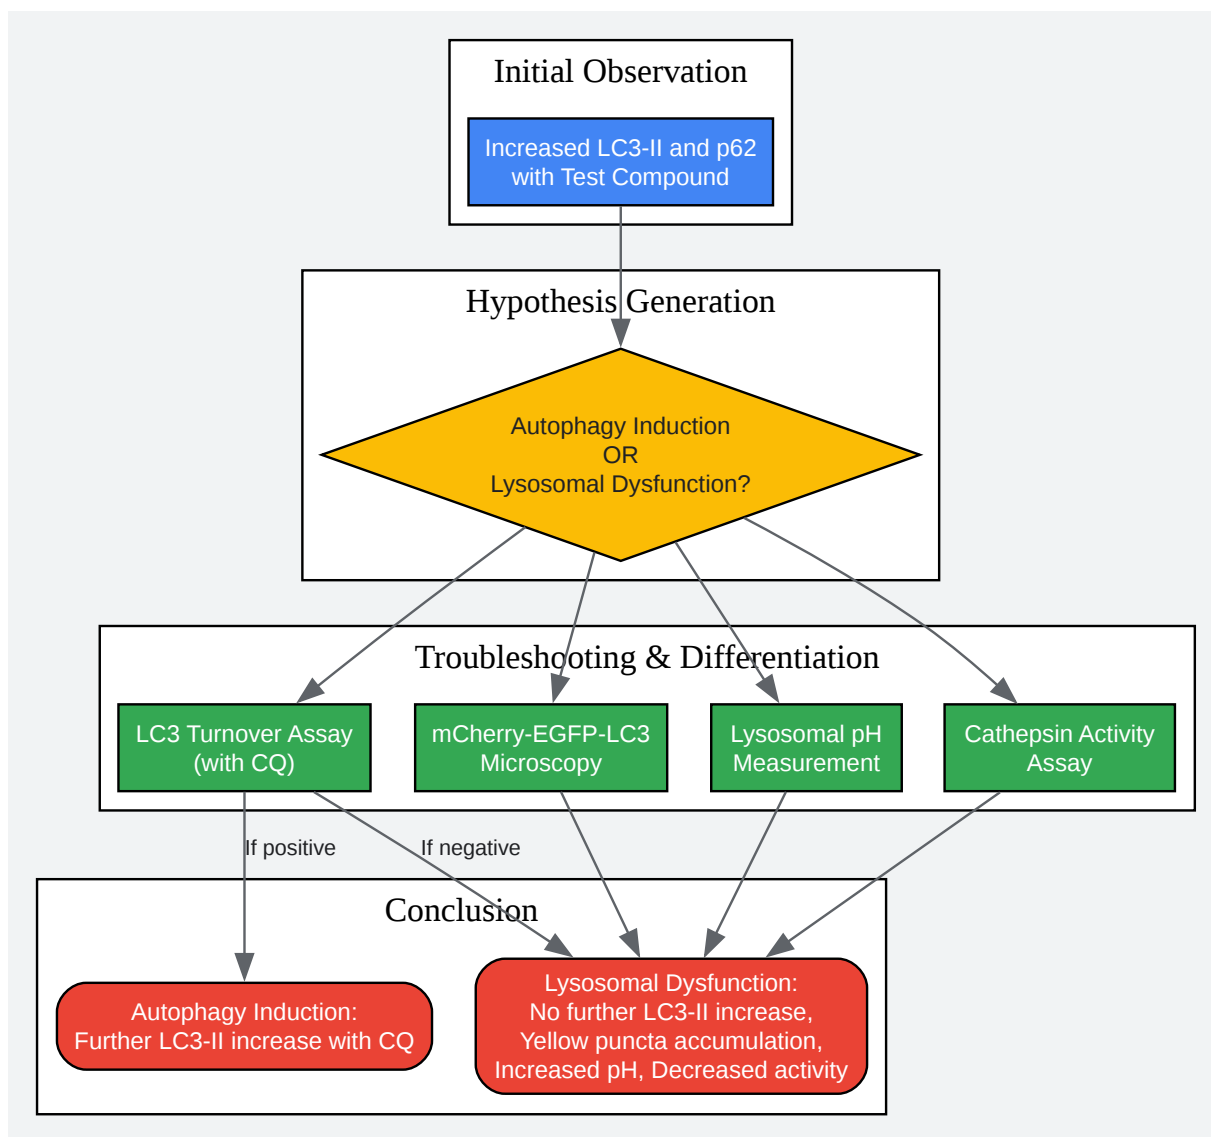 Initial Observation
Increased LC3-II and p62
with Test Compound
Hypothesis Generation
Autophagy Induction
OR
Lysosomal Dysfunction?
Troubleshooting & Differentiation
LC3 Turnover Assay
(with CQ)
mCherry-EGFP-LC3
Microscopy
Lysosomal pH
Measurement
Cathepsin Activity
Assay
If positive
If negative
Conclusion
Autophagy Induction:
Further LC3-II increase with CQ
Lysosomal Dysfunction:
No further LC3-II increase,
Yellow puncta accumulation,
Increased pH, Decreased activity